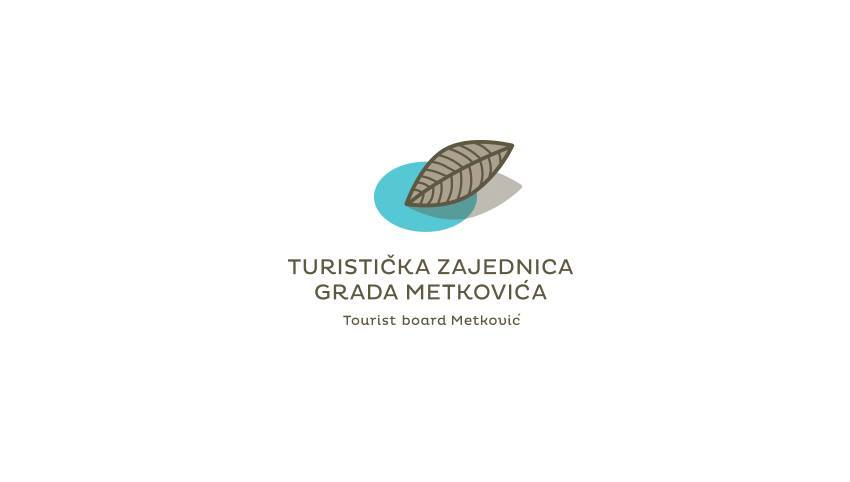 TURISTIČKA ZAJEDNICA
GRADA METKOVIĆA
Tourist board Metković